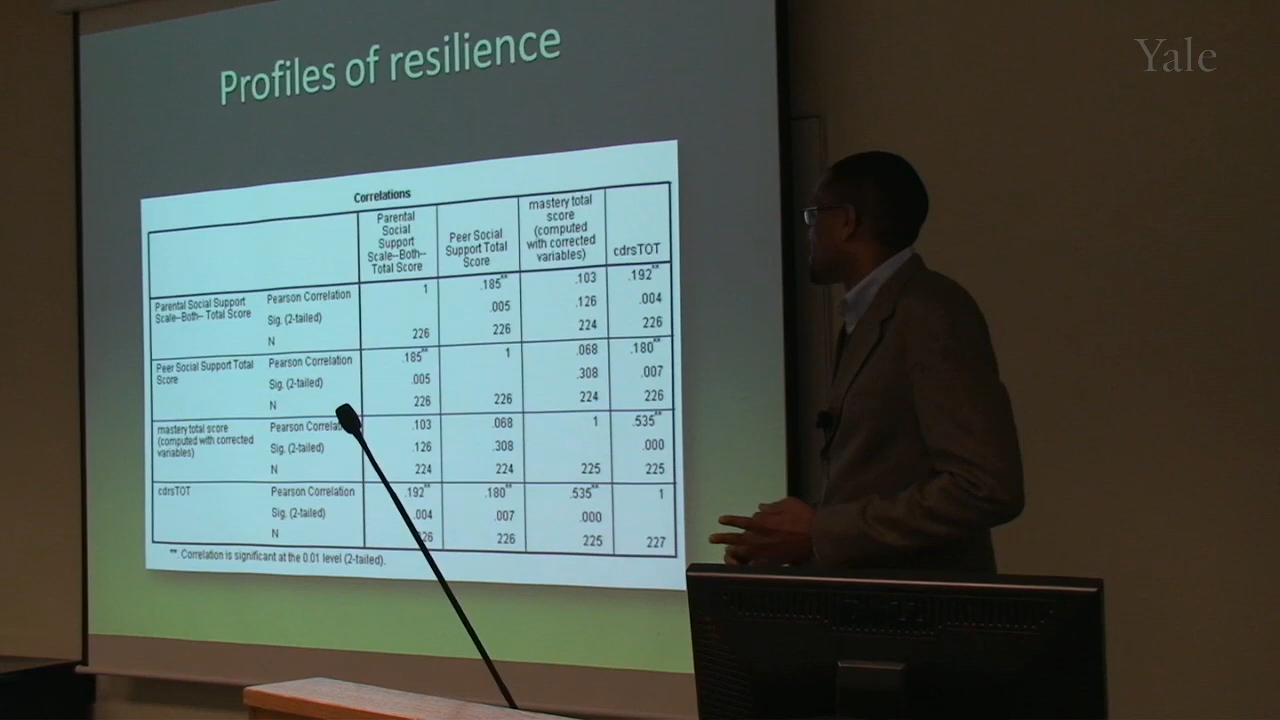 Yale
Profiles of resilience
Correlations
Parental
Social
Support
Scale--Both--
Total Score
Peer Social
Support Total
Score
mastery total
score
(computed
with corrected
variables)
cdrsTOT
Parental Social Support
Scale--Both-- Total Score
Pearson Correlation 1 .185** .103 .192**
Sig. (2-tailed) .005 .126 .004
N 226 226 224 226
Peer Social Support Total
Score
Pearson Correlation .185** 1 .068 .180**
Sig. (2-tailed) .005 .308 .007
N 226 226 224 226
mastery total score
(computed with corrected
variables)
Pearson .103 .068 1 .535**
Sig. (2-tailed) .126 .308 .000
N 224 224 225 225
cdrsTOT
Pearson Correlation .192** .180** .535** 1
Sig. (2-tailed) .004 .007 .000
N 226 225 227
**. Correlation is significant at the 0.01 level (2-tailed).